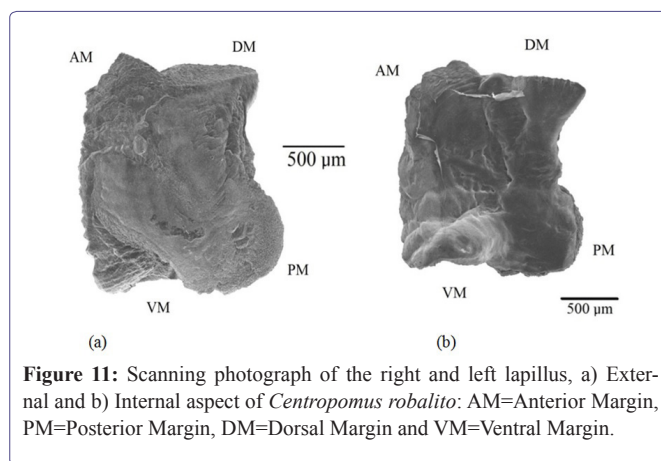 AM
DM
500 µm
PM
VM
(a)
DM
AM
PM
VM
500 µm
(b)
Figure 11: Scanning photograph of the right and left lapillus, a) Exter-
nal and b) Internal aspect of Centropomus robalito: AM=Anterior Margin,
PM=Posterior Margin, DM=Dorsal Margin and VM=Ventral Margin.